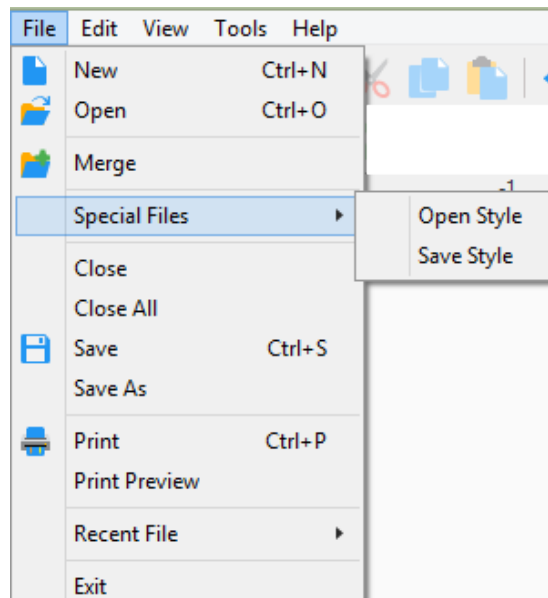 File Edit View Tools Help
New Ctrl+N
Open Ctrl+O
Merge
-1
Special Files
Open Style
Save Style
Close
Close All
Save Ctrl+S
Save As
Print Ctrl+P
Print Preview
Recent File
Exit